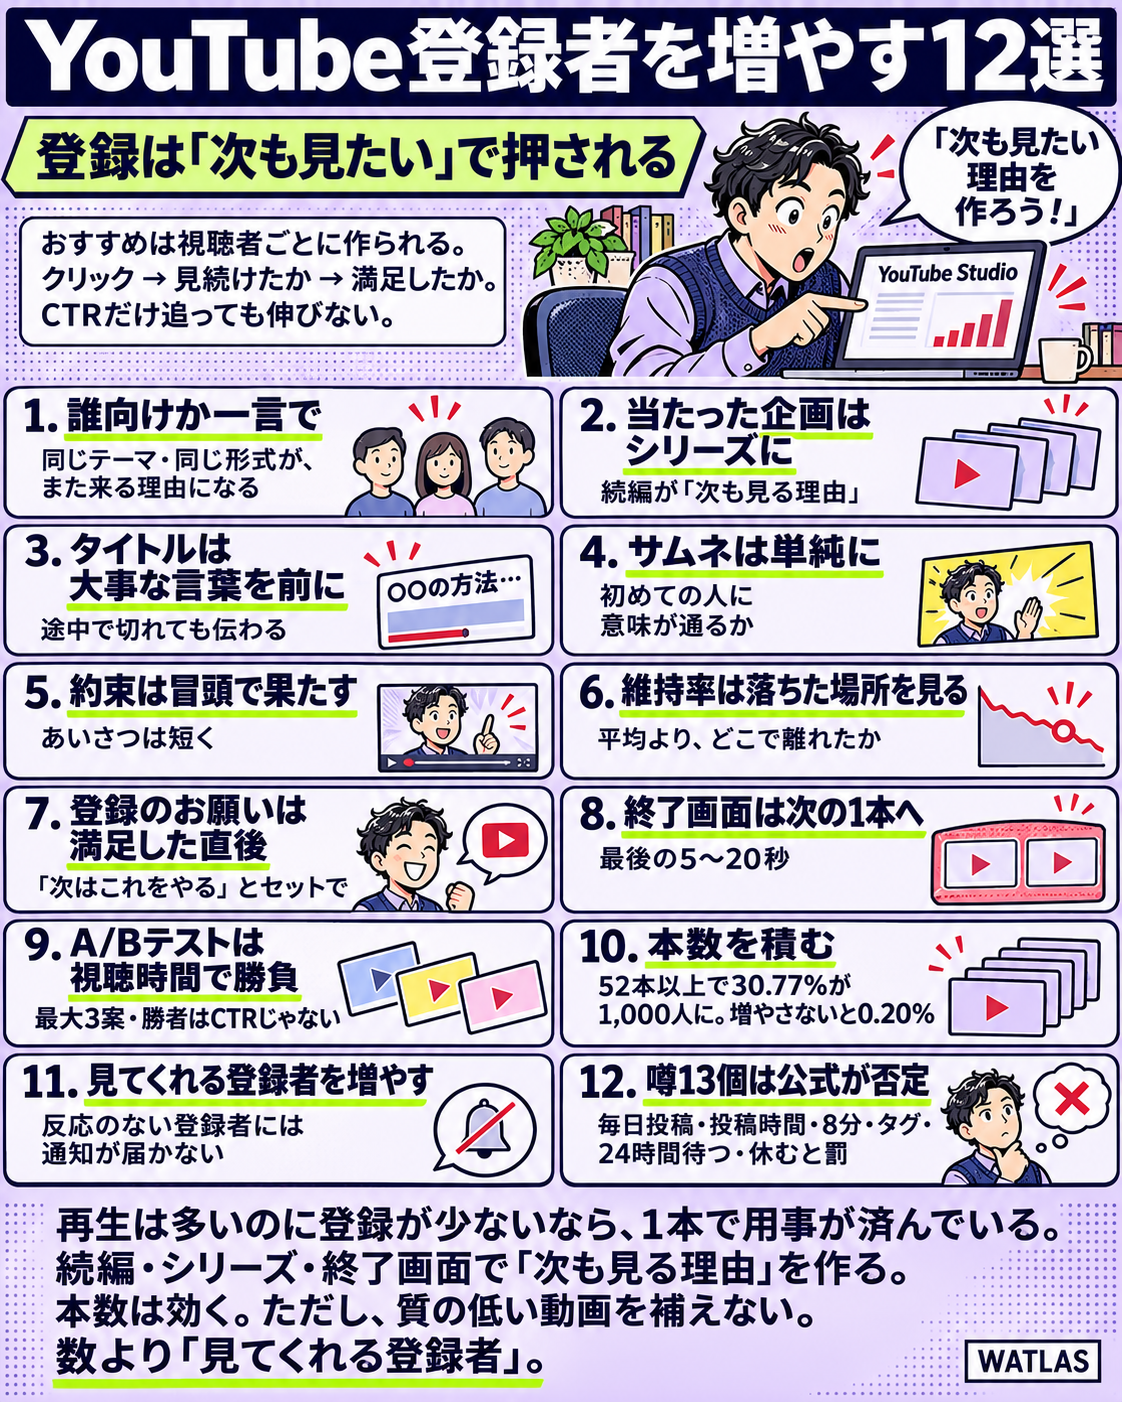 YouTube登録者を増やす12選
登録は「次も見たい」で押される
「次も見たい
理由を
作ろう!」
おすすめは視聴者ごとに作られる。
クリック → 見続けたか → 満足したか。
CTRだけ追っても伸びない。
YouTube Studio
1. 誰向けか一言で
同じテーマ・同じ形式が、
また来る理由になる
2. 当たった企画は
シリーズに
続編が「次も見る理由」
3. タイトルは
大事な言葉を前に
途中で切れても伝わる
〇〇の方法…
4. サムネは単純に
初めての人に
意味が通るか
5. 約束は冒頭で果たす
あいさつは短く
6. 維持率は落ちた場所を見る
平均より、どこで離れたか
7. 登録のお願いは
満足した直後
「次はこれをやる」とセットで
8. 終了画面は次の1本へ
最後の5〜20秒
9. A/Bテストは
視聴時間で勝負
最大3案・勝者はCTRじゃない
10. 本数を積む
52本以上で30.77%が
1,000人に。増やさないと0.20%
11. 見てくれる登録者を増やす
反応のない登録者には
通知が届かない
12. 噂13個は公式が否定
毎日投稿・投稿時間・8分・タグ・
24時間待つ・休むと罰
再生は多いのに登録が少ないなら、1本で用事が済んでいる。
続編・シリーズ・終了画面で「次も見る理由」を作る。
本数は効く。ただし、質の低い動画を補えない。
数より「見てくれる登録者」。
WATLAS